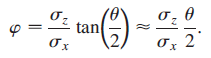 φ = σz/σx tan(θ/2) ≈ σz/σx θ/2.